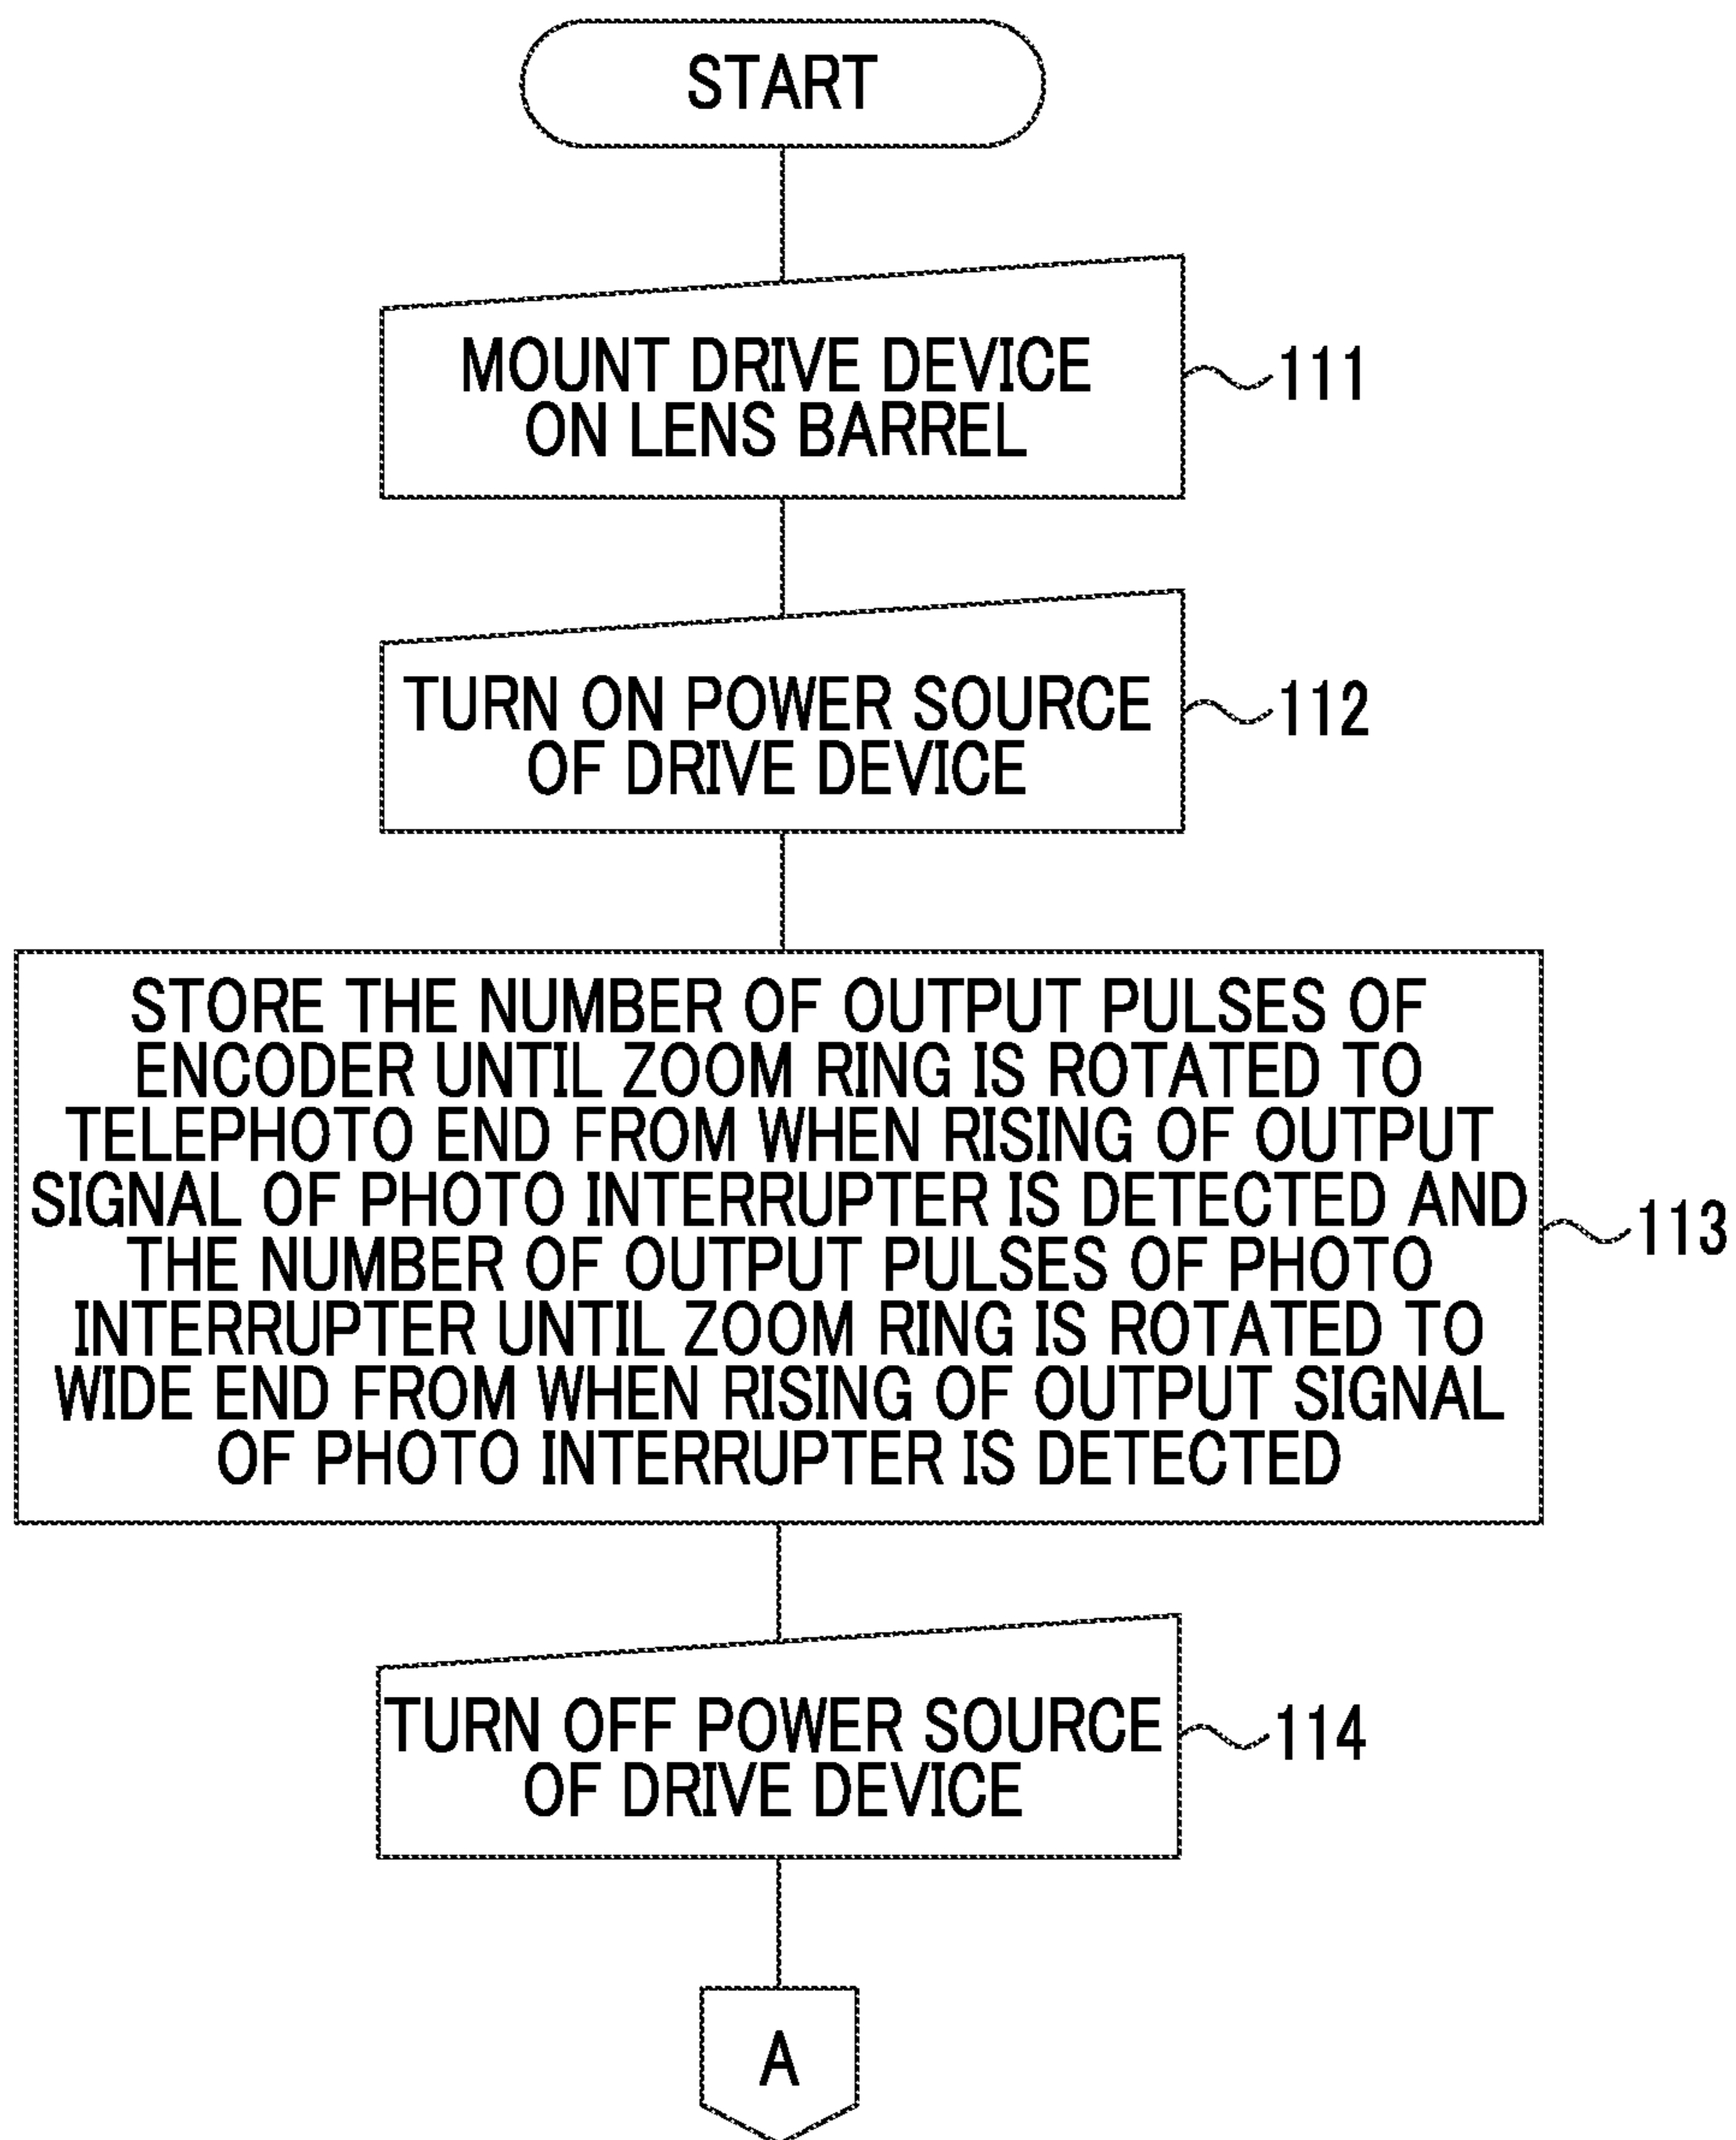 START
MOUNT DRIVE DEVICE
ON LENS BARREL
111
TURN ON POWER SOURCE
OF DRIVE DEVICE
112
STORE THE NUMBER OF OUTPUT PULSES OF
ENCODER UNTIL ZOOM RING IS ROTATED TO
TELEPHOTO END FROM WHEN RISING OF OUTPUT
SIGNAL OF PHOTO INTERRUPTER IS DETECTED AND
THE NUMBER OF OUTPUT PULSES OF PHOTO
INTERRUPTER UNTIL ZOOM RING IS ROTATED TO
WIDE END FROM WHEN RISING OF OUTPUT SIGNAL
OF PHOTO INTERRUPTER IS DETECTED
113
TURN OFF POWER SOURCE
OF DRIVE DEVICE
114
A